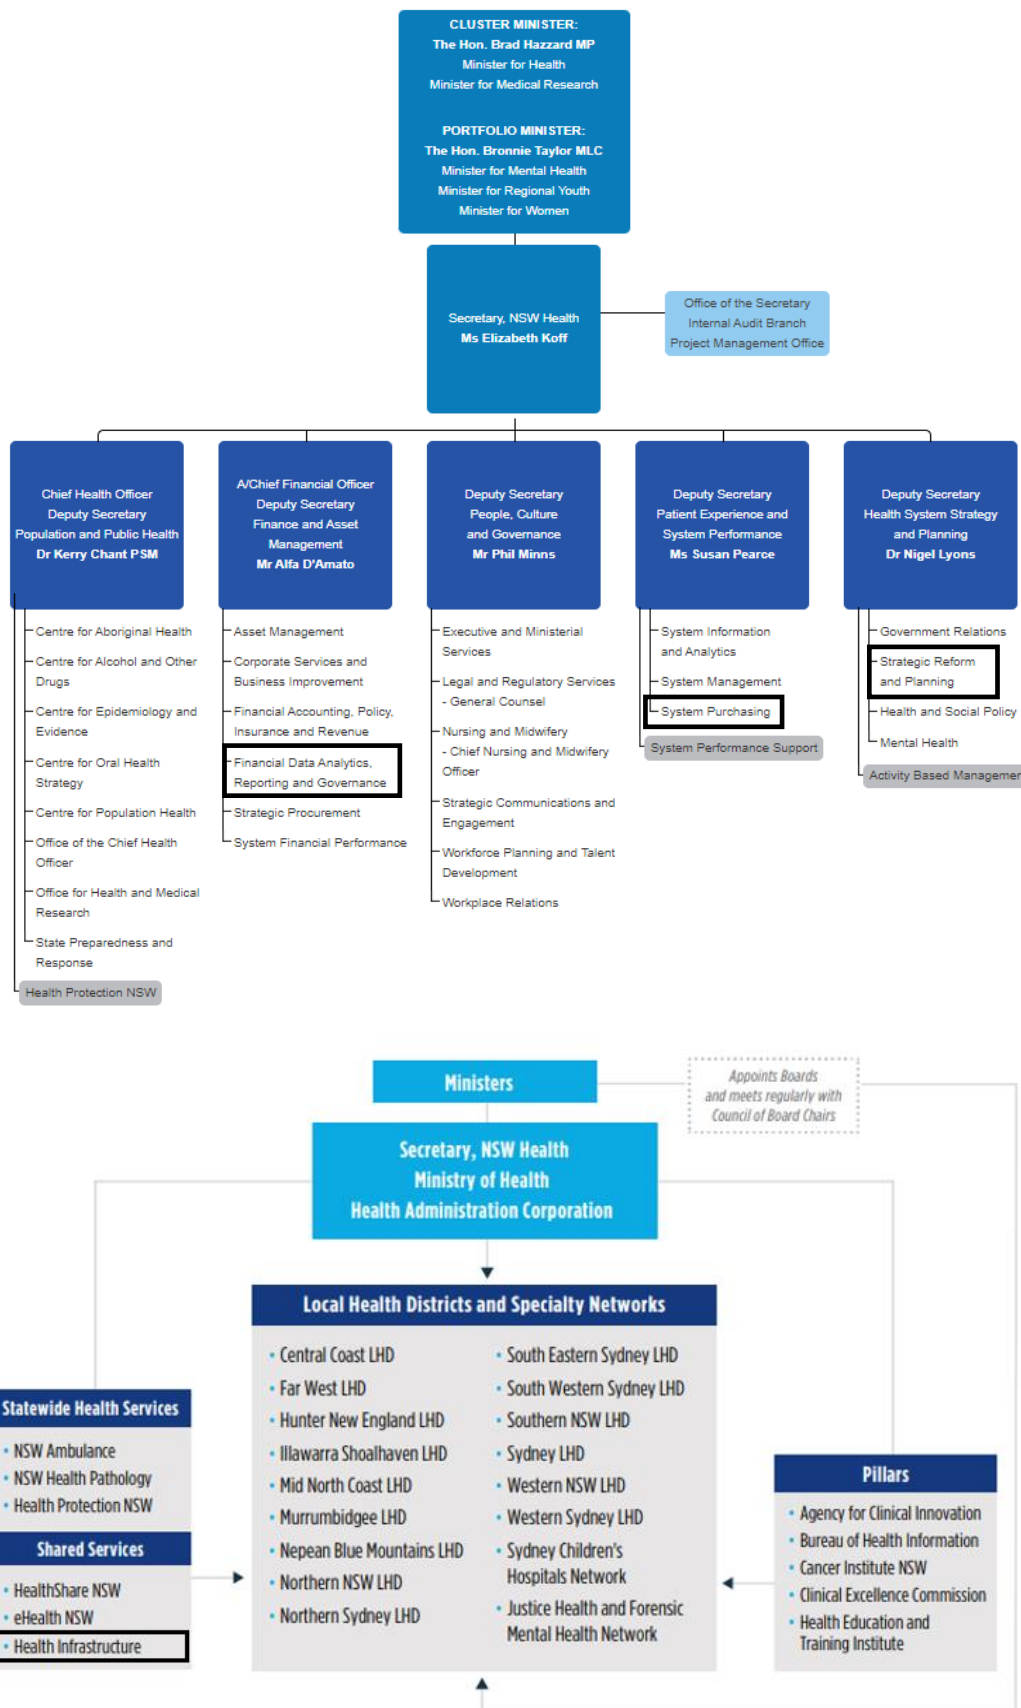 CLUSTER MINISTER:
The Hon. Brad Hazzard MP
Minister for Health
Minister for Medical Research
PORTFOLIO MINISTER:
The Hon. Bronnie Taylor MLC
Minister for Mental Health
Minister for Regional Youth
Minister for Women
Secretary, NSW Health
Ms Elizabeth Koff
Office of the Secretary
Internal Audit Branch
Project Management Office
Chief Health Officer
Deputy Secretary
Population and Public Health
Dr Kerry Chant PSM
Centre for Aboriginal Health
Centre for Alcohol and Other
Drugs
Centre for Epidemiology and
Evidence
Centre for Oral Health
Strategy
Centre for Population Health
Office of the Chief Health
Officer
Office for Health and Medical
Research
State Preparedness and
Response
Health Protection NSW
A/Chief Financial Officer
Deputy Secretary
Finance and Asset
Management
Mr Alfa D'Amato
Asset Management
Corporate Services and
Business Improvement
Financial Accounting, Policy,
Insurance and Revenue
Financial Data Analytics,
Reporting and Governance
Strategic Procurement
System Financial Performance
Deputy Secretary
People, Culture
and Governance
Mr Phil Minns
Executive and Ministerial
Services
Legal and Regulatory Services
- General Counsel
Nursing and Midwifery
- Chief Nursing and Midwifery
Officer
Strategic Communications and
Engagement
Workforce Planning and Talent
Development
Workplace Relations
Deputy Secretary
Patient Experience and
System Performance
Ms Susan Pearce
System Information
and Analytics
System Management
System Purchasing
System Performance Support
Deputy Secretary
Health System Strategy
and Planning
Dr Nigel Lyons
Government Relations
Strategic Reform
and Planning
Health and Social Policy
Mental Health
Activity Based Managemen
Ministers
Appoints Boards
and meets regularly with
Council of Board Chairs
Secretary, NSW Health
Ministry of Health
Health Administration Corporation
Local Health Districts and Specialty Networks
• Central Coast LHD
• Far West LHD
• Hunter New England LHD
• Illawarra Shoalhaven LHD
• Mid North Coast LHD
• Murrumbidgee LHD
• Nepean Blue Mountains LHD
• Northern NSW LHD
• Northern Sydney LHD
• South Eastern Sydney LHD
• South Western Sydney LHD
• Southern NSW LHD
• Sydney LHD
• Western NSW LHD
• Western Sydney LHD
• Sydney Children's
Hospitals Network
• Justice Health and Forensic
Mental Health Network
Statewide Health Services
• NSW Ambulance
• NSW Health Pathology
• Health Protection NSW
Shared Services
• HealthShare NSW
• eHealth NSW
• Health Infrastructure
Pillars
• Agency for Clinical Innovation
• Bureau of Health Information
• Cancer Institute NSW
• Clinical Excellence Commission
• Health Education and
Training Institute